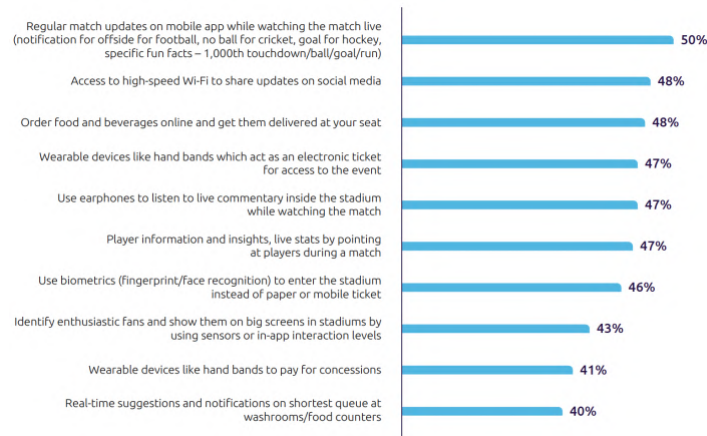 Regular match updates on mobile app while watching the match live
(notification for offside for football, no ball for cricket, goal for hockey,
specific fun facts – 1,000th touchdown/ball/goal/run)
50%
Access to high-speed Wi-Fi to share updates on social media
48%
Order food and beverages online and get them delivered at your seat
48%
Wearable devices like hand bands which act as an electronic ticket
for access to the event
47%
Use earphones to listen to live commentary inside the stadium
while watching the match
47%
Player information and insights, live stats by pointing
at players during a match
47%
Use biometrics (fingerprint/face recognition) to enter the stadium
instead of paper or mobile ticket
46%
Identify enthusiastic fans and show them on big screens in stadiums by
using sensors or in-app interaction levels
43%
Wearable devices like hand bands to pay for concessions
41%
Real-time suggestions and notifications on shortest queue at
washrooms/food counters
40%